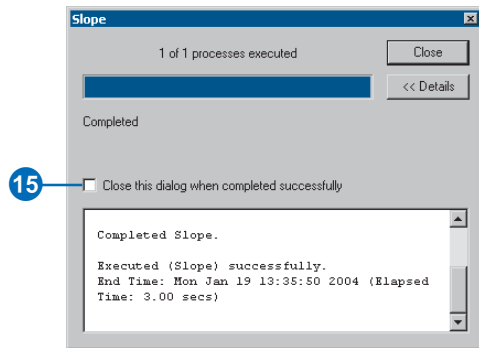 Slope
1 of 1 processes executed
Close
<< Details
Completed
15
Close this dialog when completed successfully
Completed Slope.
Executed (Slope) successfully.
End Time: Mon Jan 19 13:35:50 2004 (Elapsed
Time: 3.00 secs)